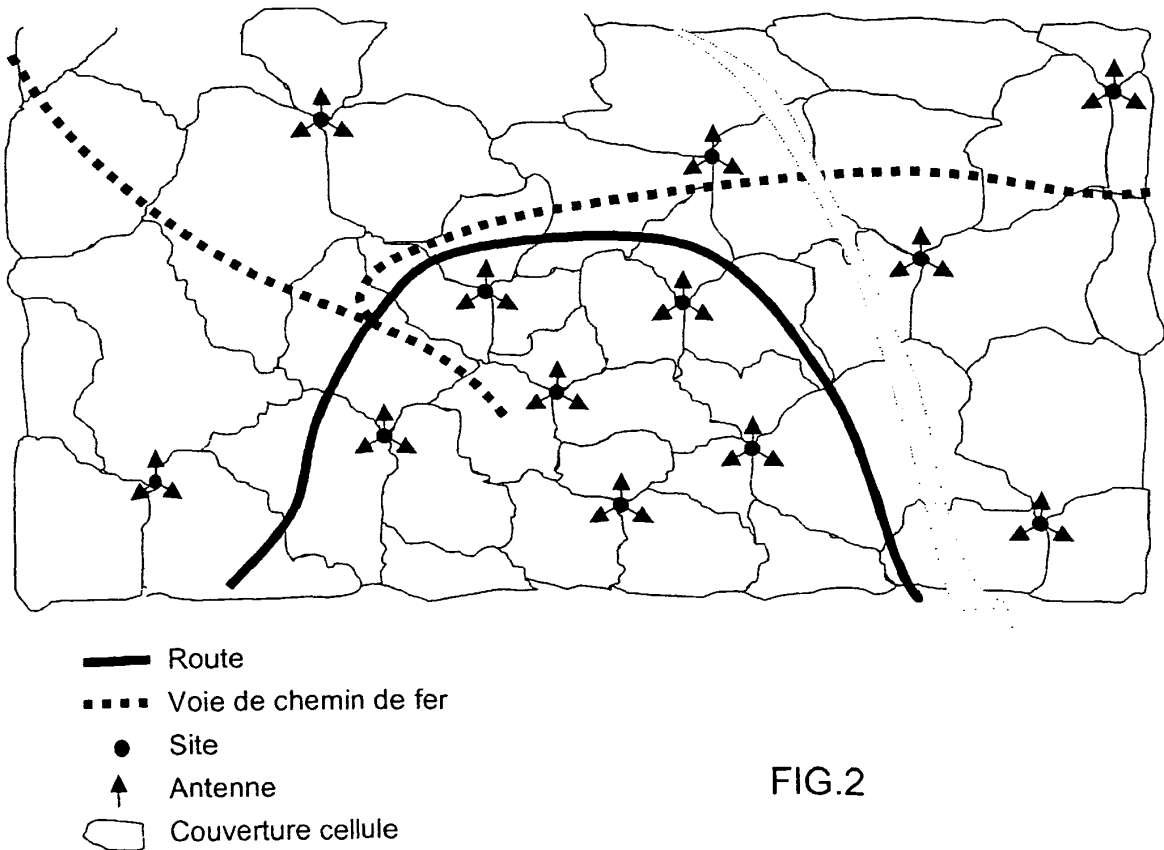 Route
Voie de chemin de fer
Site
Antenne
Couverture cellule
FIG.2